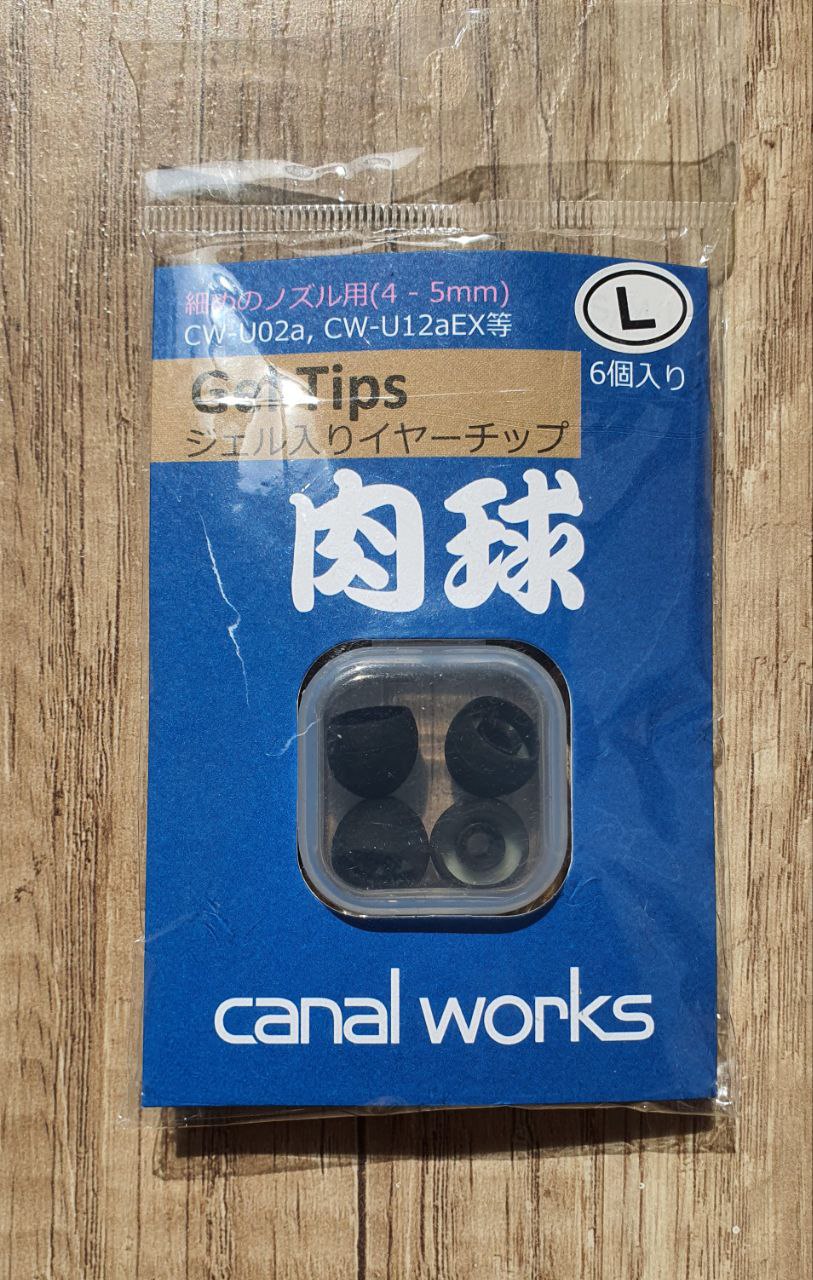 細めのノズル用(4 - 5mm)
CW-U02a, CW-U12aEX等
L
6個入り
Gel Tips
ジェル入りイヤーチップ
肉球
canal works